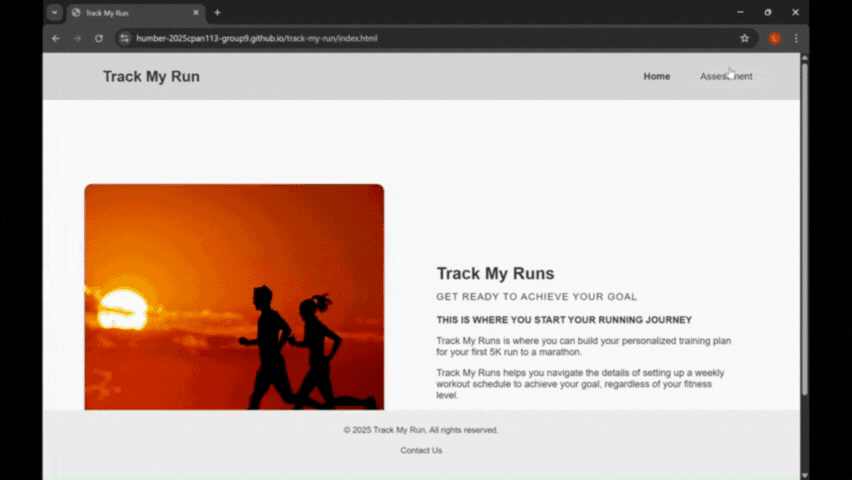 Track My Run
humber-2025cpan113-group9.github.io/track-my-run/index.html
Track My Run
Home
Assessment
Track My Runs
GET READY TO ACHIEVE YOUR GOAL
THIS IS WHERE YOU START YOUR RUNNING JOURNEY
Track My Runs is where you can build your personalized training plan
for your first 5K run to a marathon.
Track My Runs helps you navigate the details of setting up a weekly
workout schedule to achieve your goal, regardless of your fitness
level.
© 2025 Track My Run. All rights reserved.
Contact Us